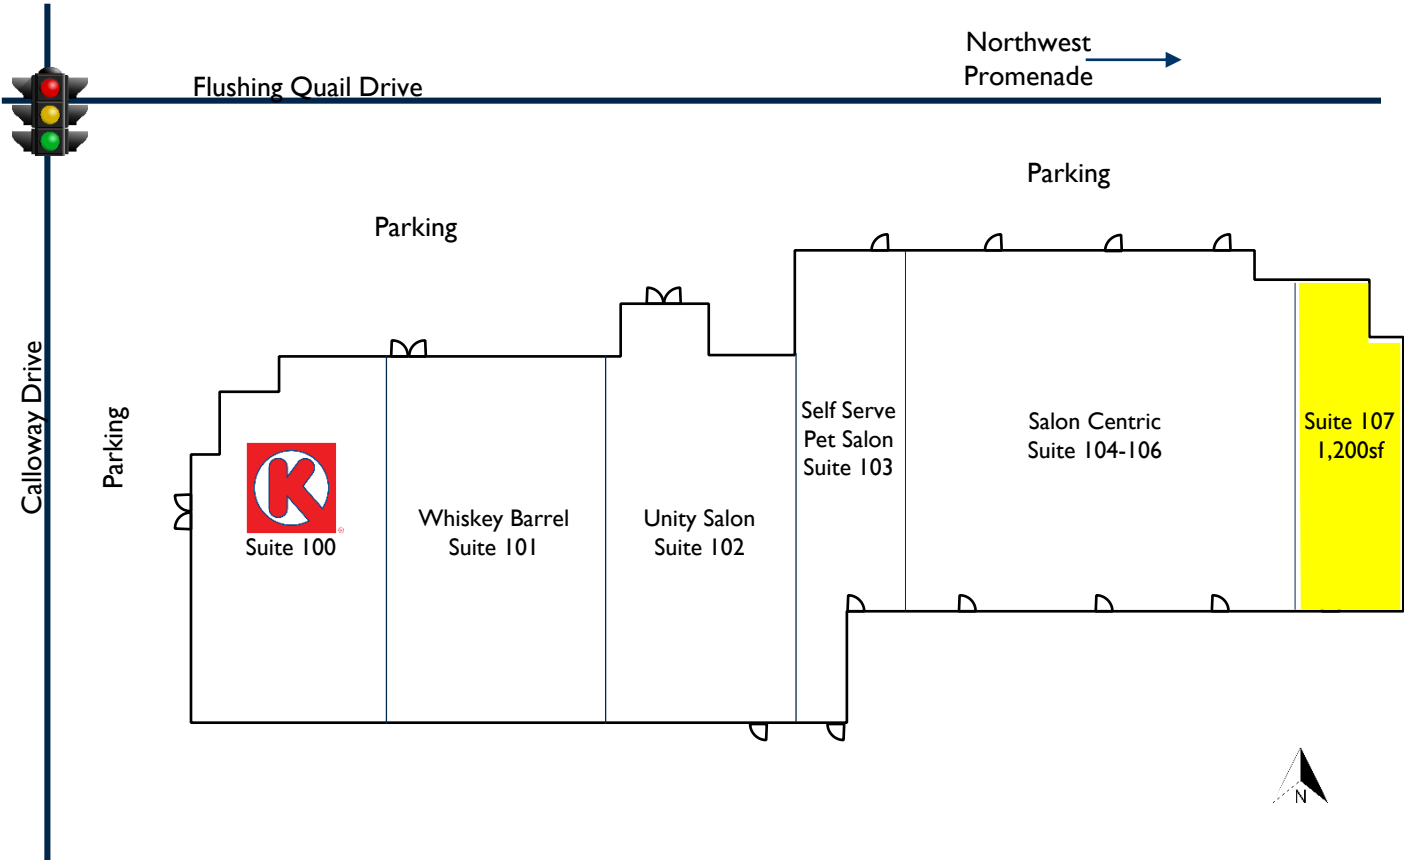 Northwest
Promenade
Flushing Quail Drive
Parking
Parking
Calloway Drive
Parking
K
®
Suite 100
Whiskey Barrel
Suite 101
Unity Salon
Suite 102
Self Serve
Pet Salon
Suite 103
Salon Centric
Suite 104-106
Suite 107
1,200sf
N